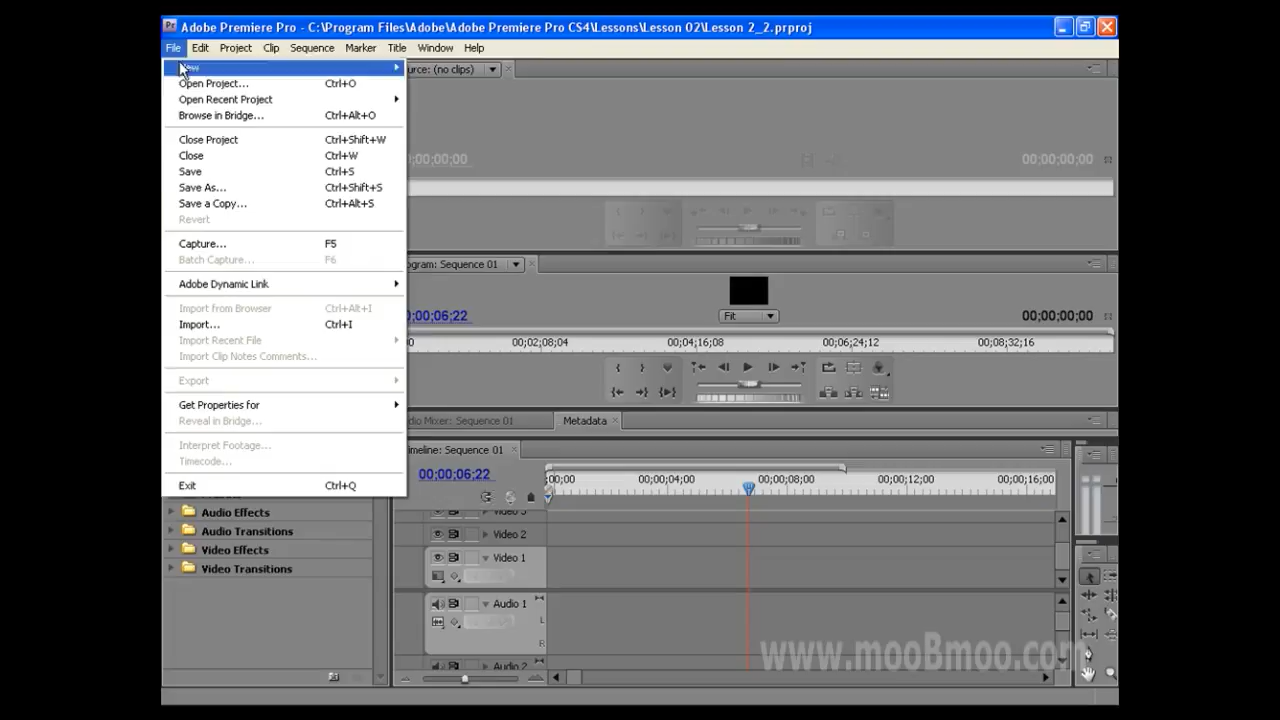 Adobe Premiere Pro - C:\Program Files\Adobe\Adobe Premiere Pro CS4\Lessons\Lesson 02\Lesson 2_2.prproj
File Edit Project Clip Sequence Marker Title Window Help
Open Project... Ctrl+O
Open Recent Project
Browse in Bridge... Ctrl+Alt+O
Close Project Ctrl+Shift+W
Close Ctrl+W
Save Ctrl+S
Save As... Ctrl+Shift+S
Save a Copy... Ctrl+Alt+S
Revert
Capture... F5
Batch Capture... F6
Adobe Dynamic Link
Import from Browser Ctrl+Alt+I
Import... Ctrl+I
Import Recent File
Import Clip Notes Comments...
Export
Get Properties for
Reveal in Bridge...
Interpret Footage...
Timecode...
Exit Ctrl+Q
Audio Effects
Audio Transitions
Video Effects
Video Transitions
urce: (no clips)
00;00;00;00
00;00;00;00
ogram: Sequence 01
0;00;06;22
Fit
00;00;00;00
00 00;02;08;04 00;04;16;08 00;06;24;12 00;08;32;16
dio Mixer: Sequence 01 Metadata
imeline: Sequence 01
00;00;06;22
;00;00 00;00;04;00 00;00;08;00 00;00;12;00 00;00;16;00
Video 3
Video 2
Video 1
Audio 1
L
R
Audio 2
www.mooBmoo.com